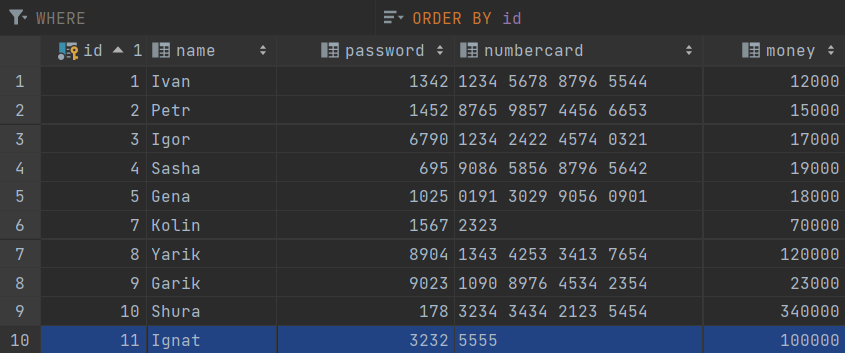 WHERE ORDER BY id
id 1 name password numbercard money
1 1 Ivan 1342 1234 5678 8796 5544 12000
2 2 Petr 1452 8765 9857 4456 6653 15000
3 3 Igor 6790 1234 2422 4574 0321 17000
4 4 Sasha 695 9086 5856 8796 5642 19000
5 5 Gena 1025 0191 3029 9056 0901 18000
6 7 Kolin 1567 2323 70000
7 8 Yarik 8904 1343 4253 3413 7654 120000
8 9 Garik 9023 1090 8976 4534 2354 23000
9 10 Shura 178 3234 3434 2123 5454 340000
10 11 Ignat 3232 5555 100000